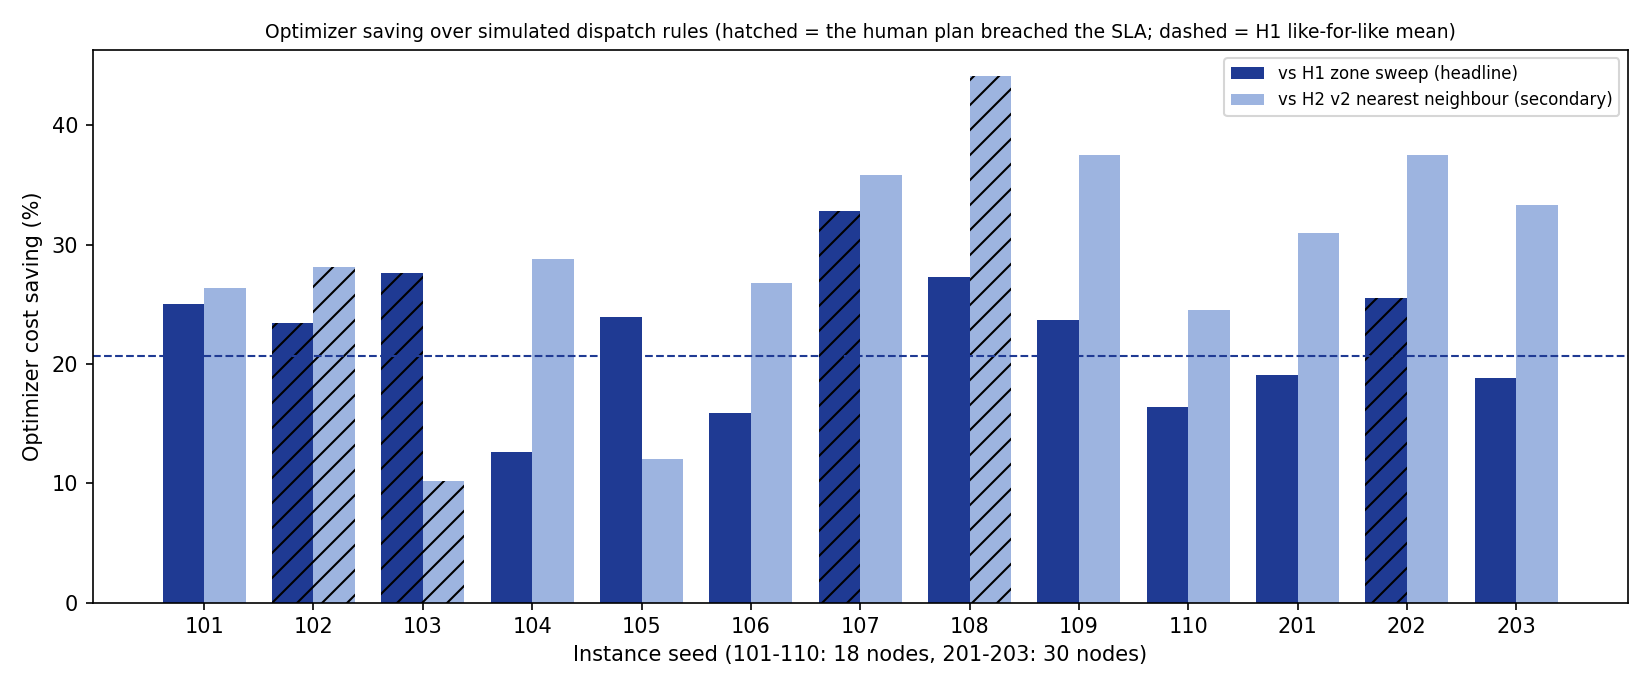 Optimizer saving over simulated dispatch rules (hatched = the human plan breached the SLA; dashed = H1 like-for-like mean)
vs H1 zone sweep (headline)
vs H2 v2 nearest neighbour (secondary)
Optimizer cost saving (%)
40
30
20
10
0
101 102 103 104 105 106 107 108 109 110 201 202 203
Instance seed (101-110: 18 nodes, 201-203: 30 nodes)